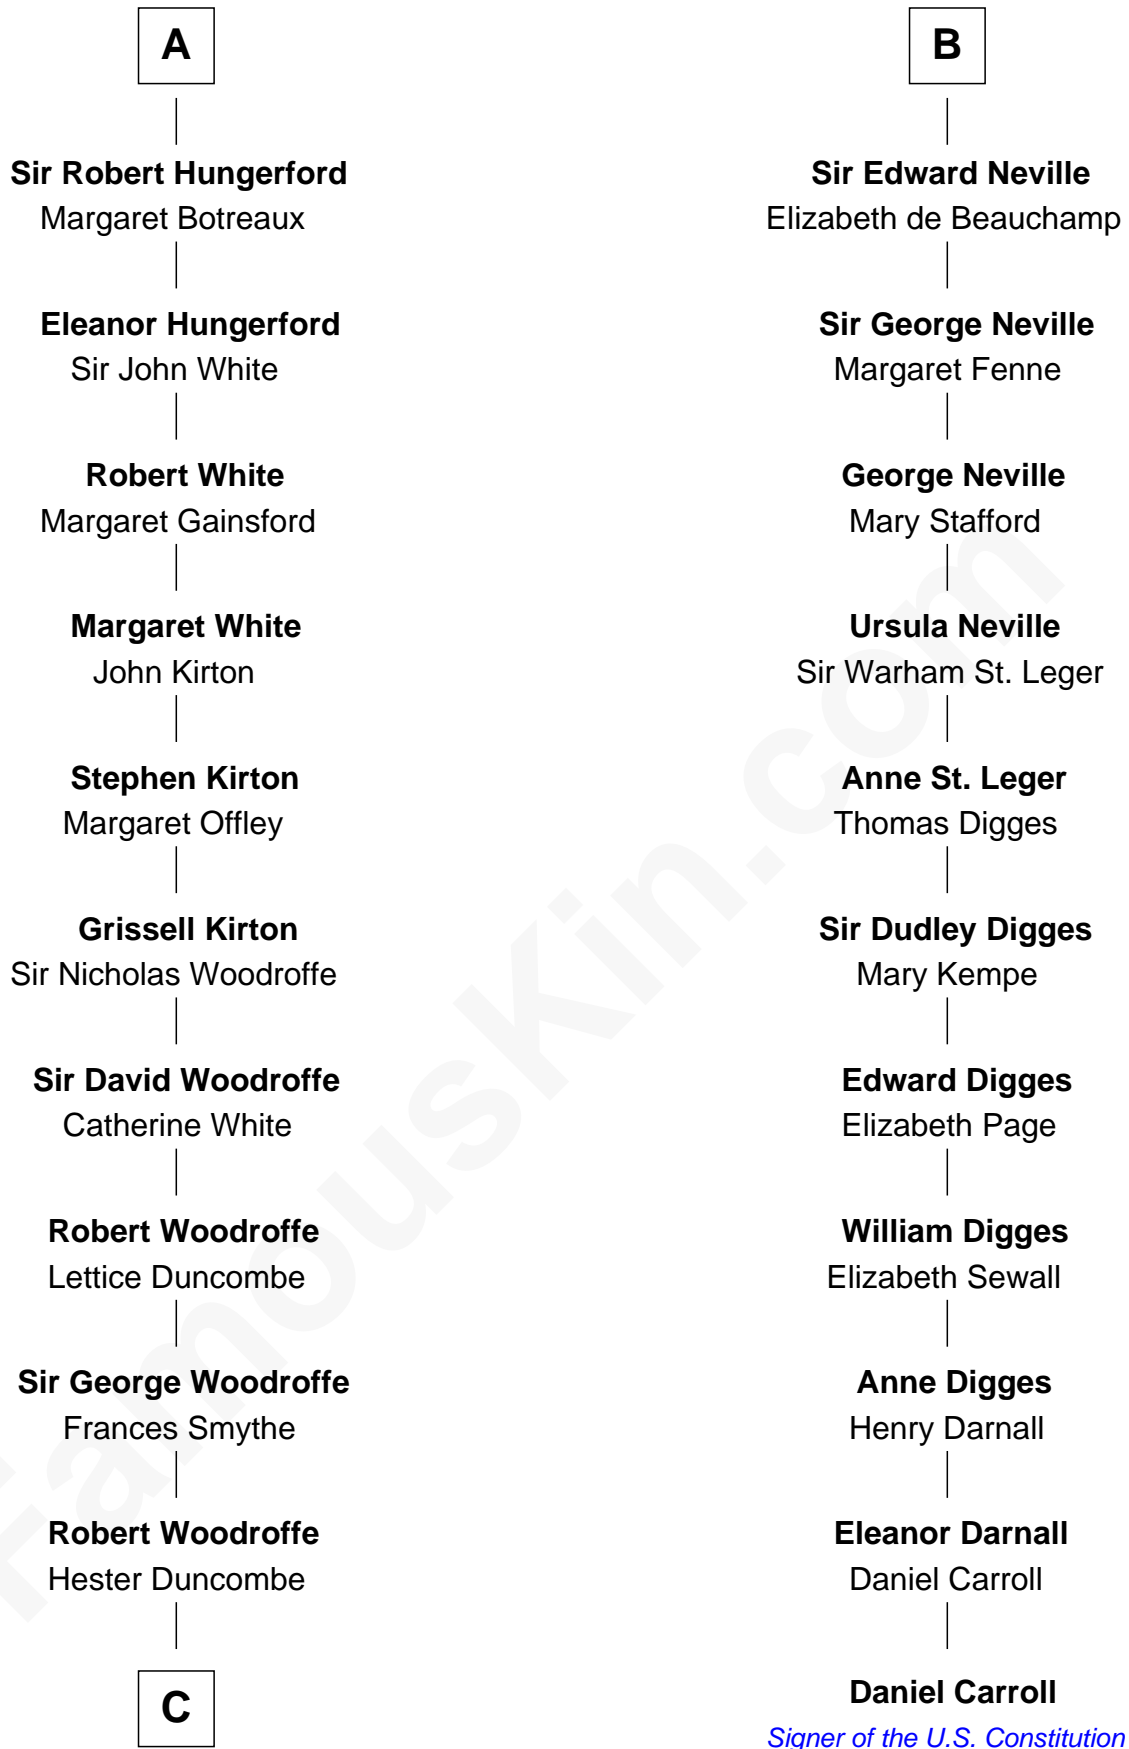 A
Sir Robert Hungerford
Margaret Botreaux
Eleanor Hungerford
Sir John White
Robert White
Margaret Gainsford
Margaret White
John Kirton
Stephen Kirton
Margaret Offley
Grissell Kirton
Sir Nicholas Woodroffe
Sir David Woodroffe
Catherine White
Robert Woodroffe
Lettice Duncombe
Sir George Woodroffe
Frances Smythe
Robert Woodroffe
Hester Duncombe
C
B
Sir Edward Neville
Elizabeth de Beauchamp
Sir George Neville
Margaret Fenne
George Neville
Mary Stafford
Ursula Neville
Sir Warham St. Leger
Anne St. Leger
Thomas Digges
Sir Dudley Digges
Mary Kempe
Edward Digges
Elizabeth Page
William Digges
Elizabeth Sewall
Anne Digges
Henry Darnall
Eleanor Darnall
Daniel Carroll
Daniel Carroll
Signer of the U.S. Constitution
FamousKin.com